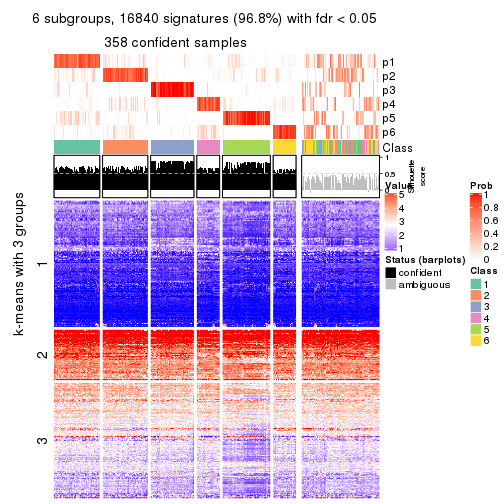 6 subgroups, 16840 signatures (96.8%) with fdr < 0.05
358 confident samples
p1
p2
p3
p4
p5
p6
Class
1
0.5
0
Silhouette
score
k-means with 3 groups
1
2
3
Value
5
4
3
2
1
Status (barplots)
confident
ambiguous
Prob
1
0.8
0.6
0.4
0.2
0
Class
1
2
3
4
5
6